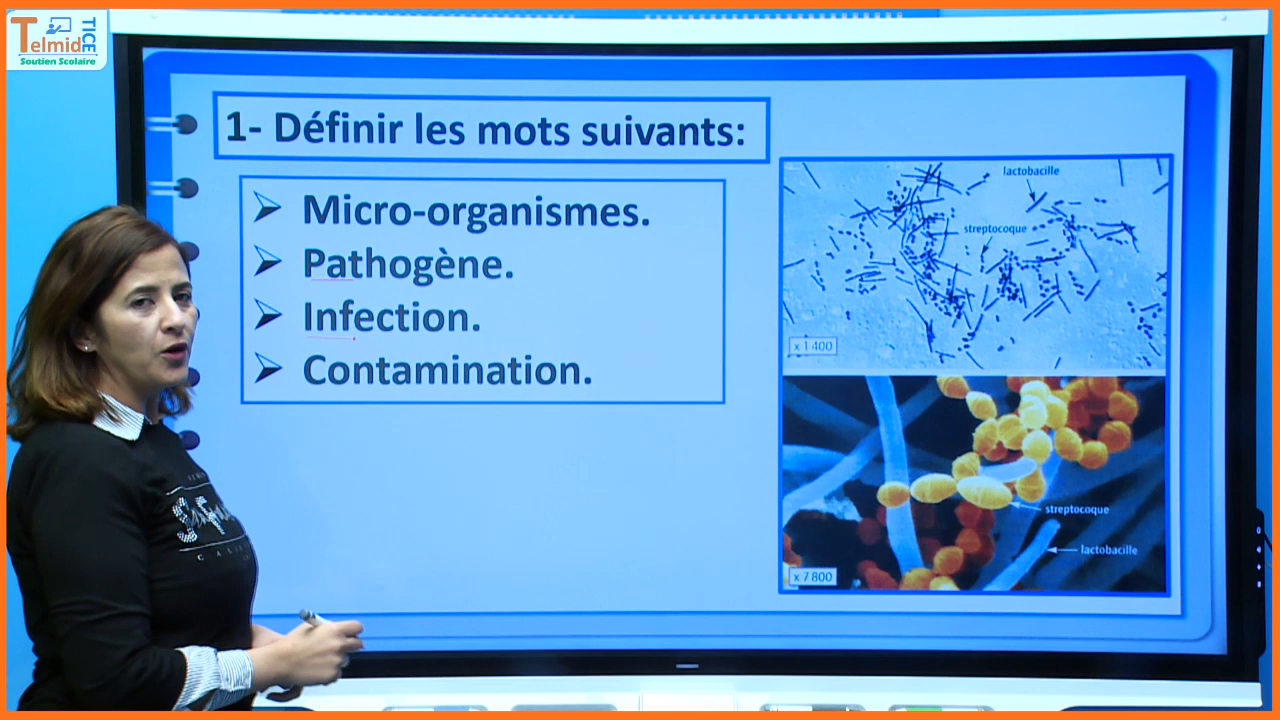 Telmid TICE
Soutien Scolaire
1- Définir les mots suivants:
Micro-organismes.
Pathogène.
Infection.
Contamination.
lactobacille
streptocoque
x 1 400
streptocoque
lactobacille
x 7 800